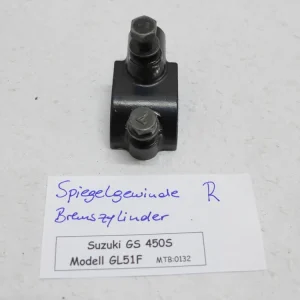 Spiegelgewinde R
Bremszylinder
Suzuki GS 450S
Modell GL51F MTB:0132